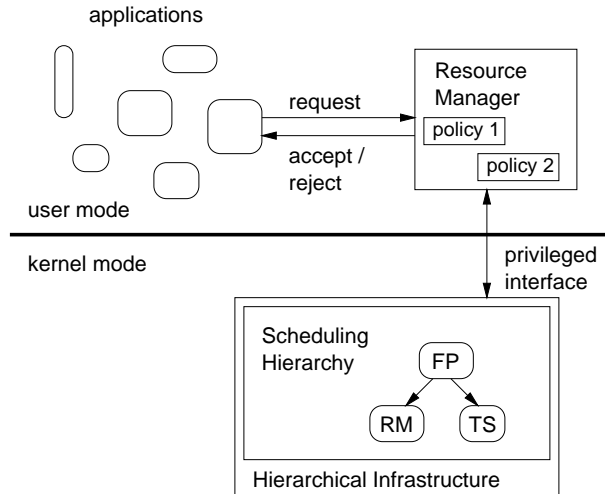 applications
Resource
Manager
request
policy 1
accept /
reject
policy 2
user mode
kernel mode
privileged
interface
Scheduling
Hierarchy
FP
RM
TS
Hierarchical Infrastructure